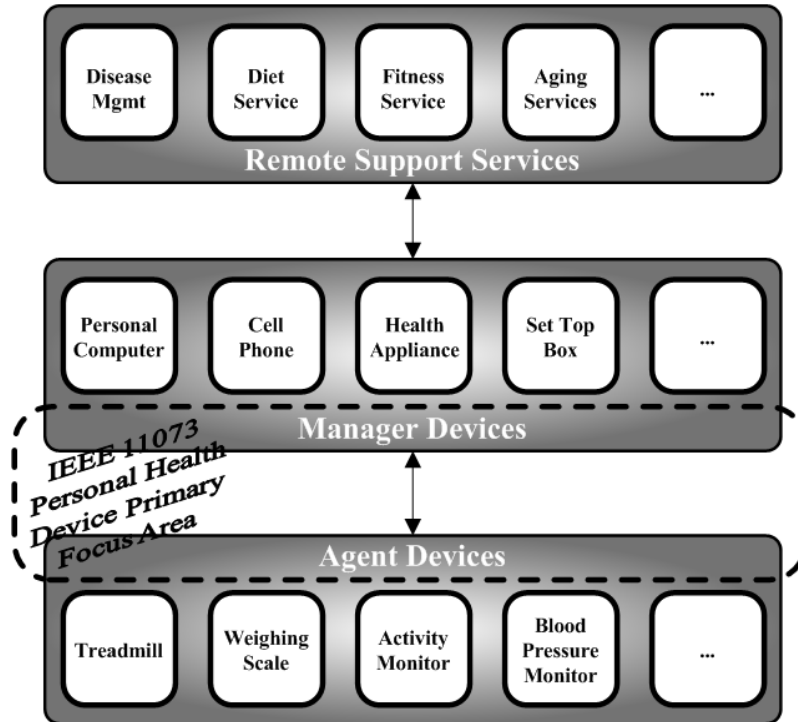 Disease
Mgmt
Diet
Service
Fitness
Service
Aging
Services
...
Remote Support Services
Personal
Computer
Cell
Phone
Health
Appliance
Set Top
Box
...
Manager Devices
IEEE 11073
Personal Health
Device Primary
Focus Area
Agent Devices
Treadmill
Weighing
Scale
Activity
Monitor
Blood
Pressure
Monitor
...